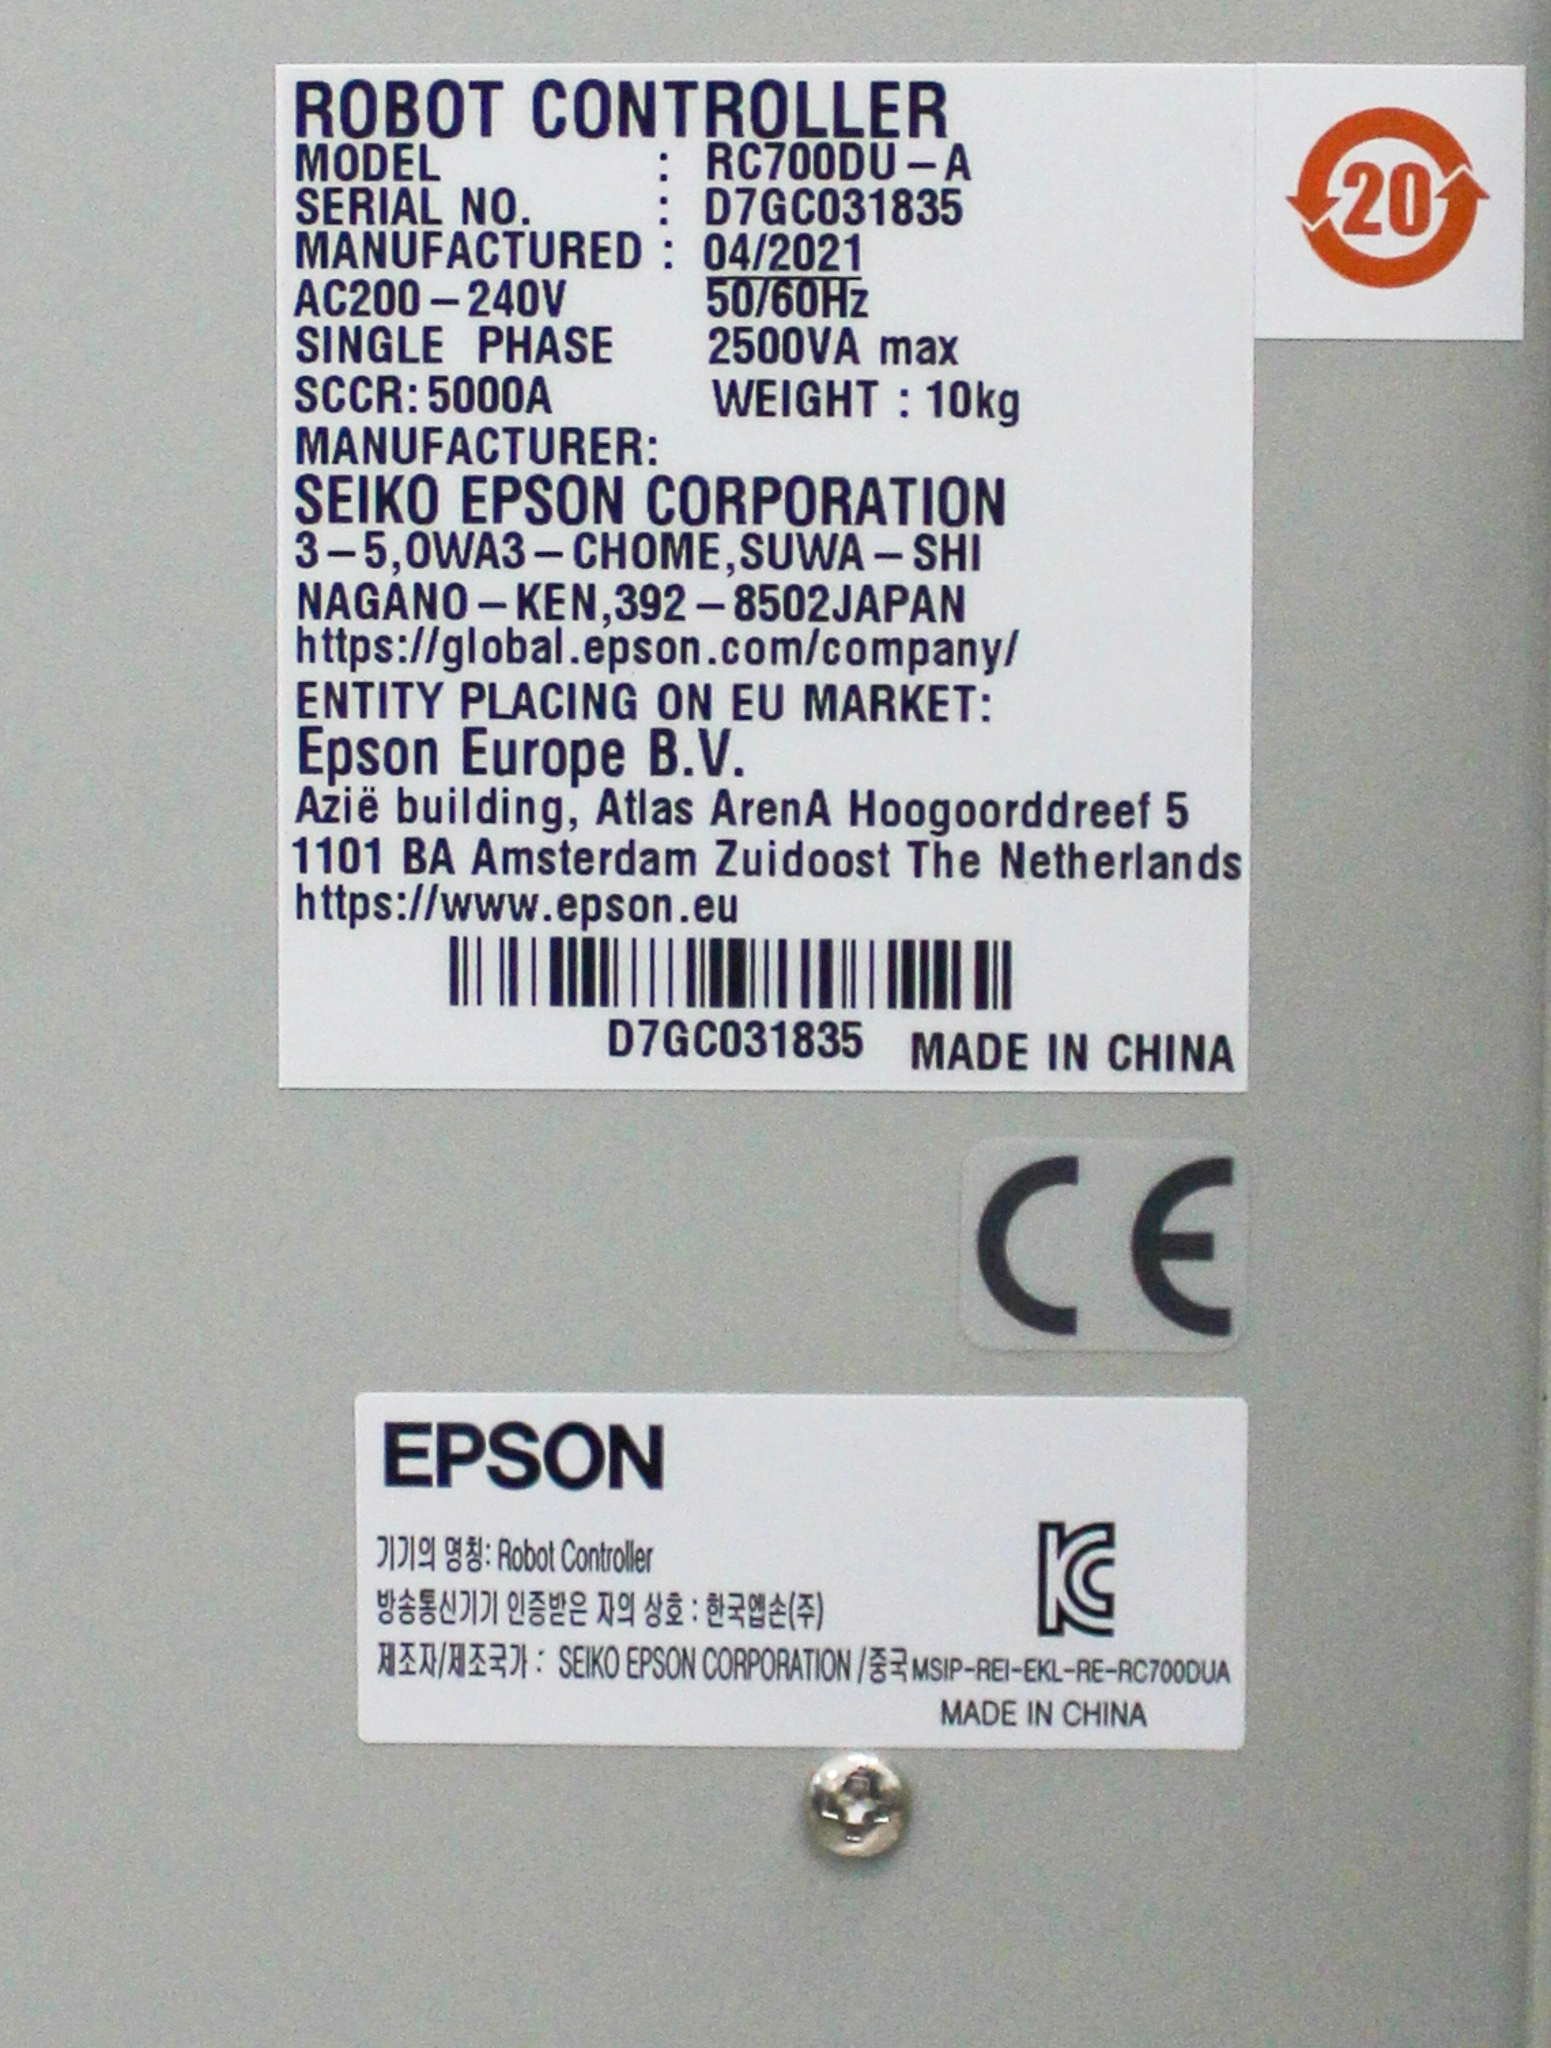 ROBOT CONTROLLER
MODEL : RC700DU-A
SERIAL NO. : D7GC031835
MANUFACTURED : 04/2021
AC200-240V 50/60Hz
SINGLE PHASE 2500VA max
SCCR: 5000A WEIGHT : 10kg
MANUFACTURER:
SEIKO EPSON CORPORATION
3-5,OWA3-CHOME,SUWA-SHI
NAGANO-KEN,392-8502JAPAN
https://global.epson.com/company/
ENTITY PLACING ON EU MARKET:
Epson Europe B.V.
Azië building, Atlas ArenA Hoogoorddreef 5
1101 BA Amsterdam Zuidoost The Netherlands
https://www.epson.eu
D7GC031835 MADE IN CHINA
20
CE
EPSON
기기의 명칭: Robot Controller
방송통신기기 인증받은 자의 상호 : 한국엡손(주)
KC
제조자/제조국가 : SEIKO EPSON CORPORATION /중국 MSIP-REI-EKL-RE-RC700DUA
MADE IN CHINA